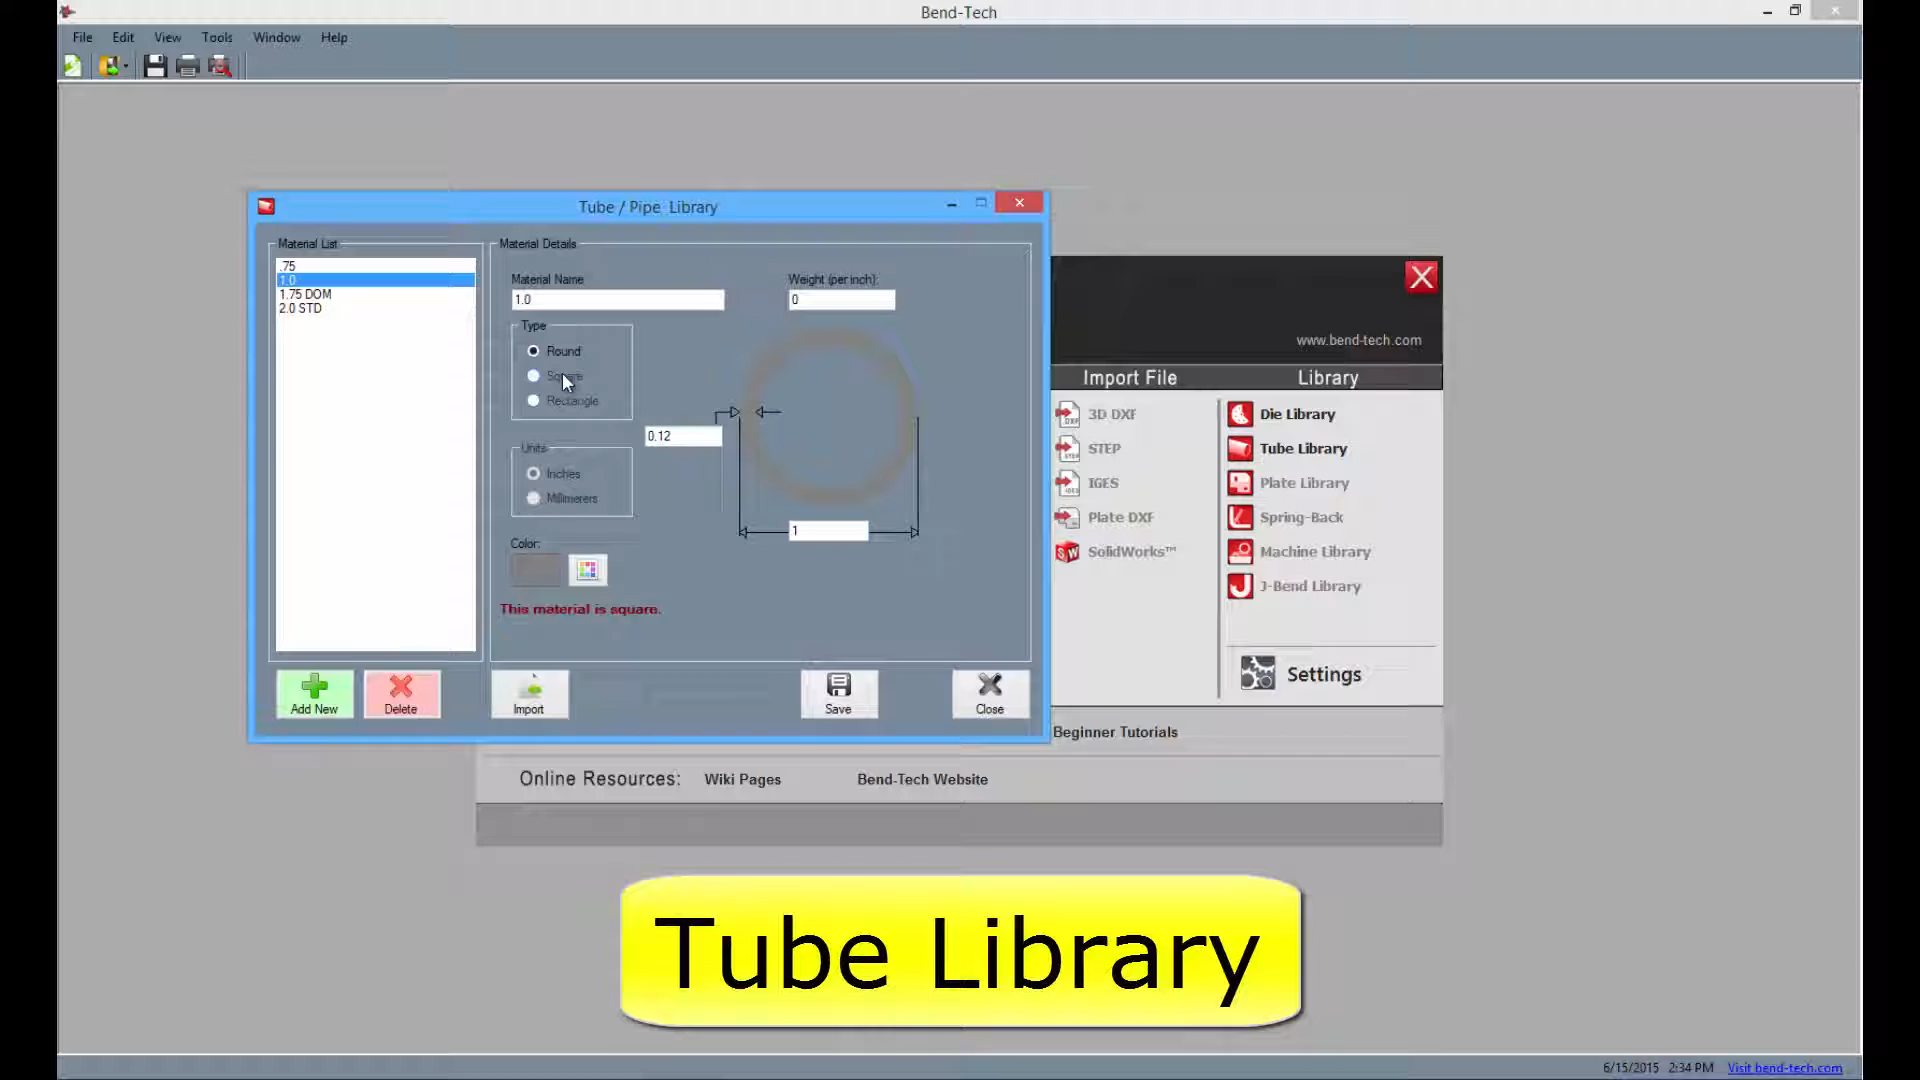 Bend-Tech
File Edit View Tools Window Help
Tube / Pipe Library
Material List
.75
1.0
1.75 DOM
2.0 STD
Material Details
Material Name
Weight (per inch):
1.0
0
Type
Round
Square
Rectangle
0.12
Units
Inches
Millimerers
1
Color:
This material is square.
Add New
Delete
Import
Save
Close
www.bend-tech.com
Import File
Library
3D DXF
STEP
IGES
Plate DXF
SolidWorks™
Die Library
Tube Library
Plate Library
Spring-Back
Machine Library
J-Bend Library
Settings
Beginner Tutorials
Online Resources: Wiki Pages Bend-Tech Website
Tube Library
6/15/2015 2:34 PM Visit bend-tech.com